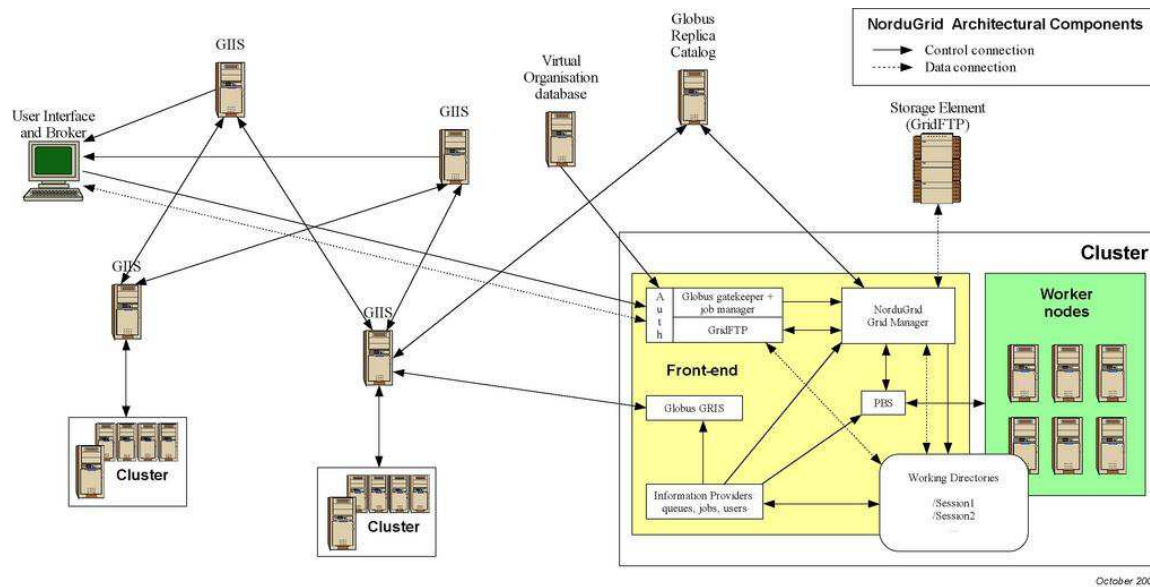 NorduGrid Architectural Components
Control connection
Data connection
GIIS
Globus
Replica
Catalog
Virtual
Organisation
database
GIIS
User Interface
and Broker
Storage Element
(GridFTP)
Cluster
GIIS
GIIS
A
u
t
h
Globus gatekeeper +
job manager
GridFTP
NorduGrid
Grid Manager
Worker
nodes
Front-end
Globus GRIS
PBS
Cluster
Cluster
Information Providers
queues, jobs, users
Working Directories
/Session1
/Session2
...
October